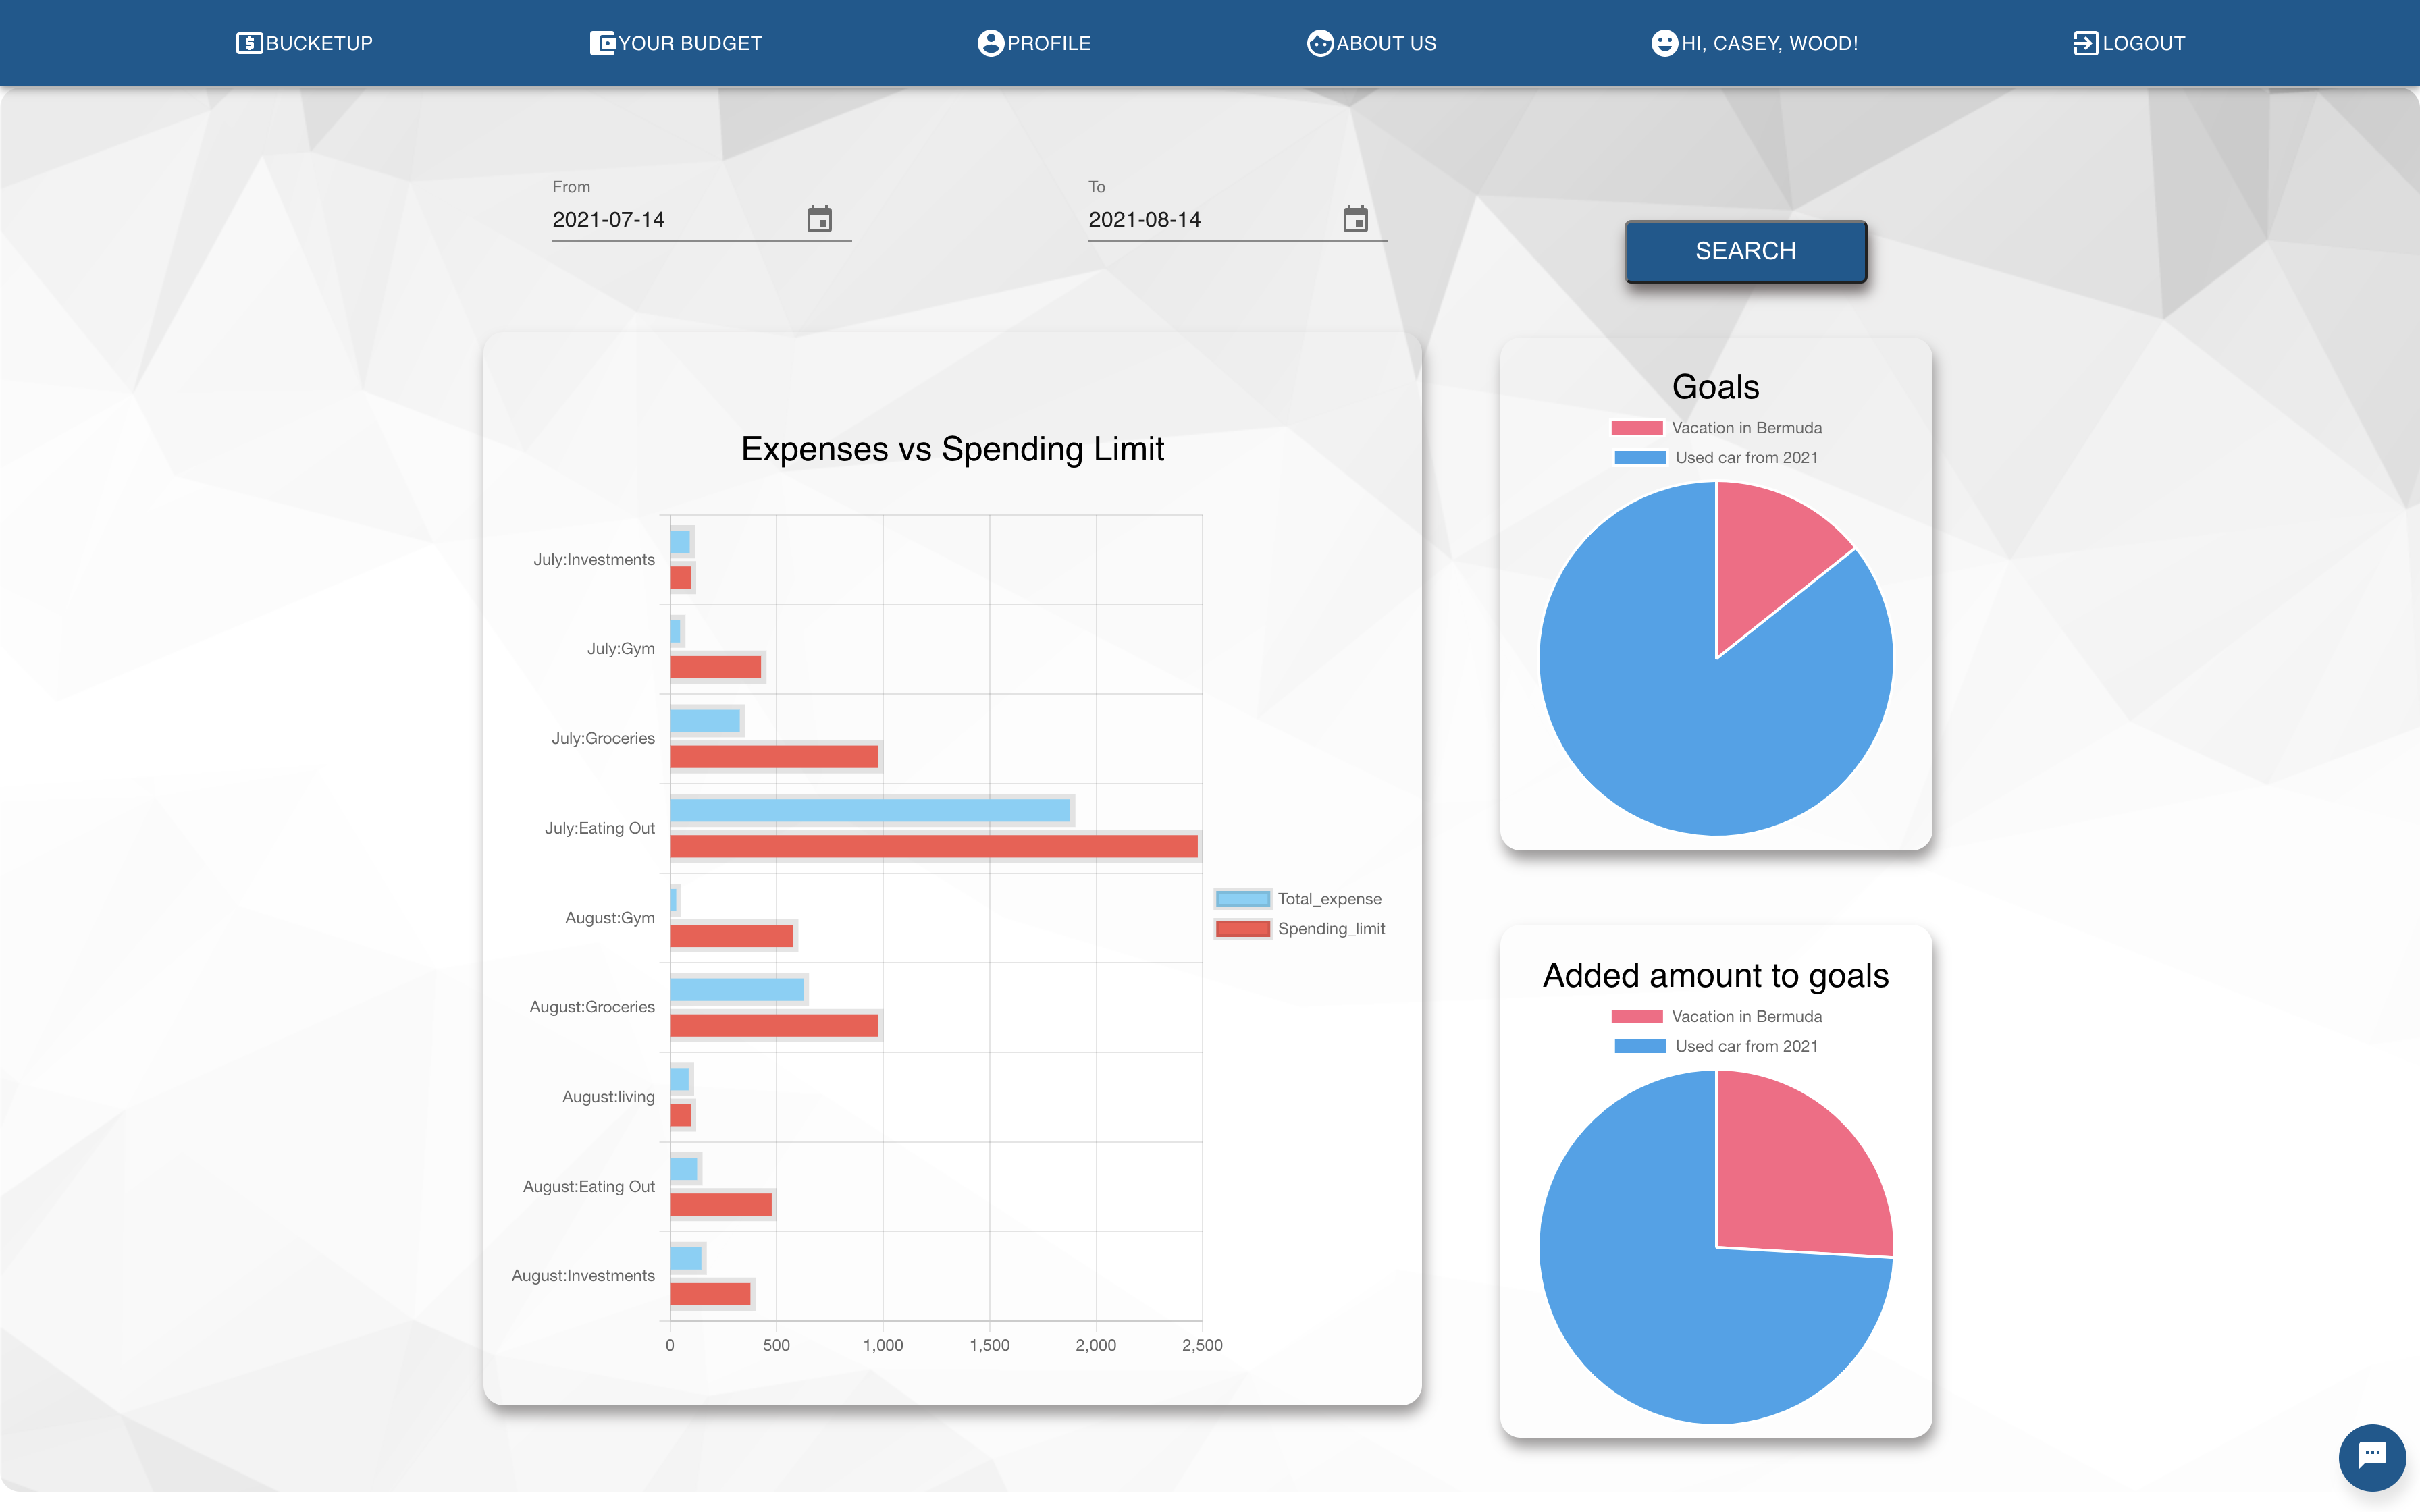 BUCKETUP
YOUR BUDGET
PROFILE
ABOUT US
HI, CASEY, WOOD!
LOGOUT
From
2021-07-14
To
2021-08-14
SEARCH
Expenses vs Spending Limit
July:Investments
July:Gym
July:Groceries
July:Eating Out
August:Gym
August:Groceries
August:living
August:Eating Out
August:Investments
0
500
1,000
1,500
2,000
2,500
Total_expense
Spending_limit
Goals
Vacation in Bermuda
Used car from 2021
Added amount to goals
Vacation in Bermuda
Used car from 2021